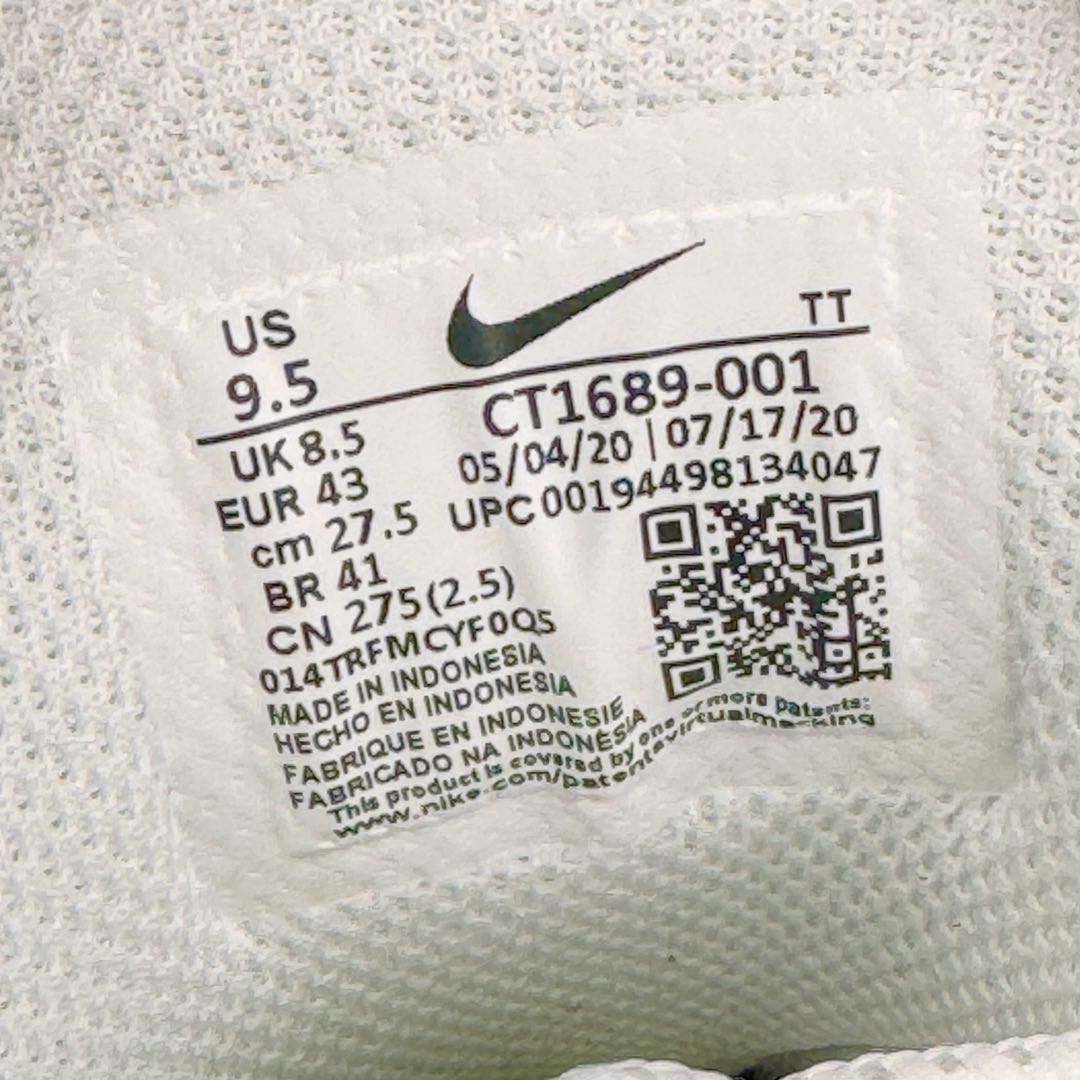 US
TT
9.5
CT1689-001
UK 8.5
05/04/20 | 07/17/20
EUR 43
UPC 00194498134047
cm 27.5
BR 41
CN 275(2.5)
014TRFMCYF0Q5
MADE IN INDONESIA
HECHO EN INDONESIA
FABRIQUE EN INDONESIE
FABRICADO NA INDONÉSIA
This product is covered by one or more patents:
www.nike.com/patentsvirtualmarking